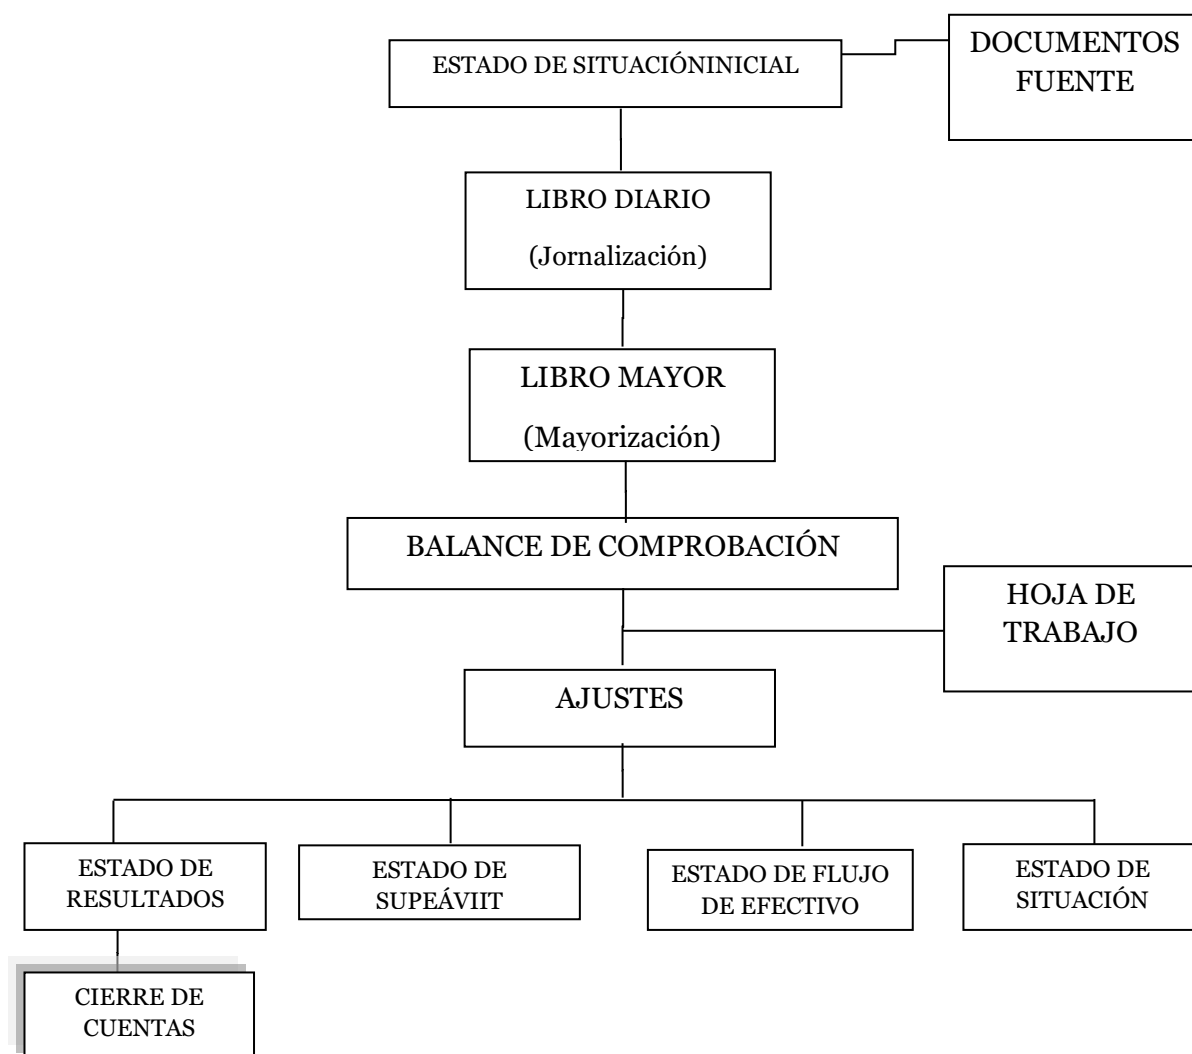 ESTADO DE SITUACIÓNINICIAL
DOCUMENTOS
FUENTE
LIBRO DIARIO
(Jornalización)
LIBRO MAYOR
(Mayorización)
BALANCE DE COMPROBACIÓN
HOJA DE
TRABAJO
AJUSTES
ESTADO DE
RESULTADOS
ESTADO DE
SUPEÁVIIT
ESTADO DE FLUJO
DE EFECTIVO
ESTADO DE
SITUACIÓN
CIERRE DE
CUENTAS